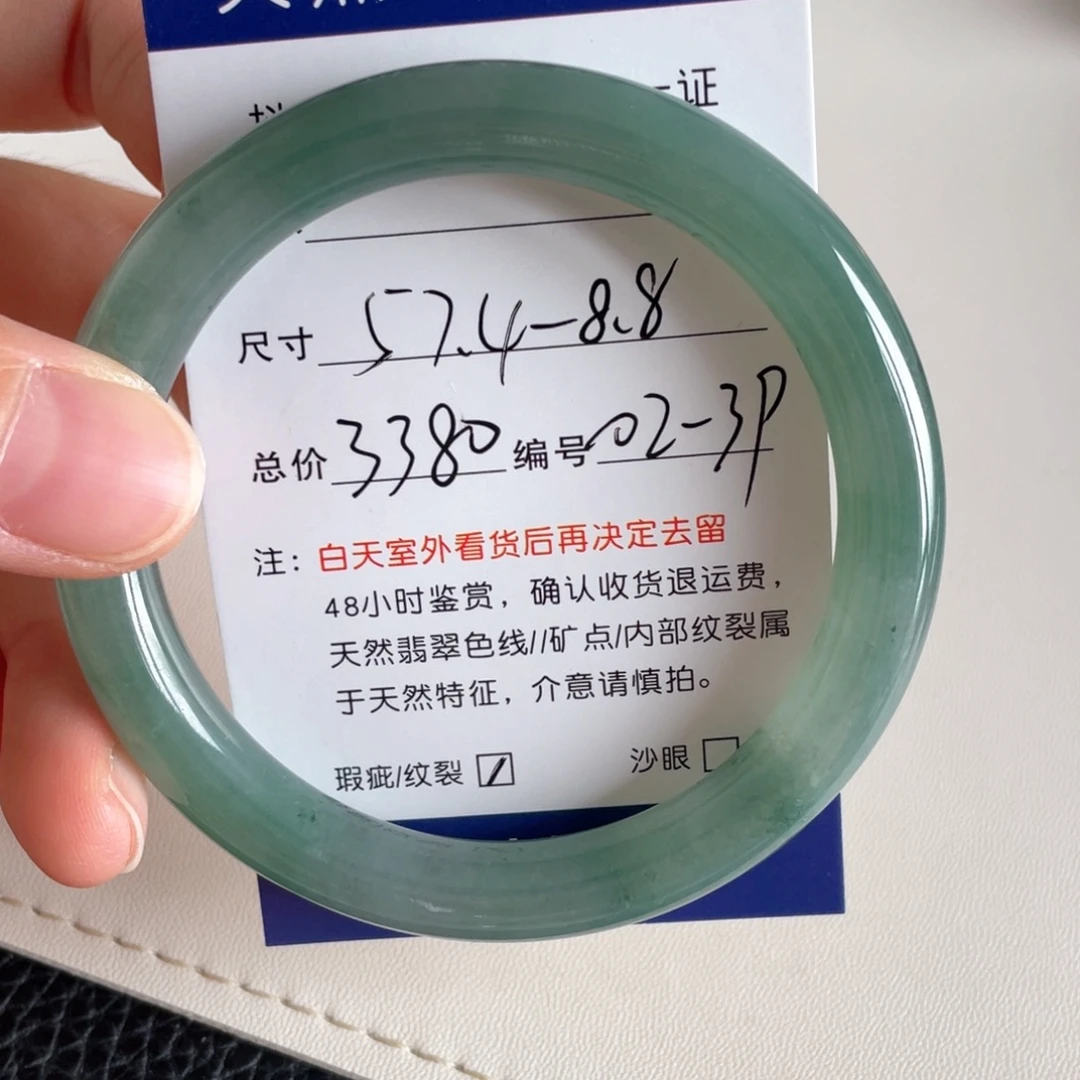 证
尺寸 57.4-8.8
总价 3380 编号 02-3P
注：白天室外看货后再决定去留
48小时鉴赏，确认收货退运费，
天然翡翠色线//矿点/内部纹裂属
于天然特征，介意请慎拍。
瑕疵/纹裂 沙眼